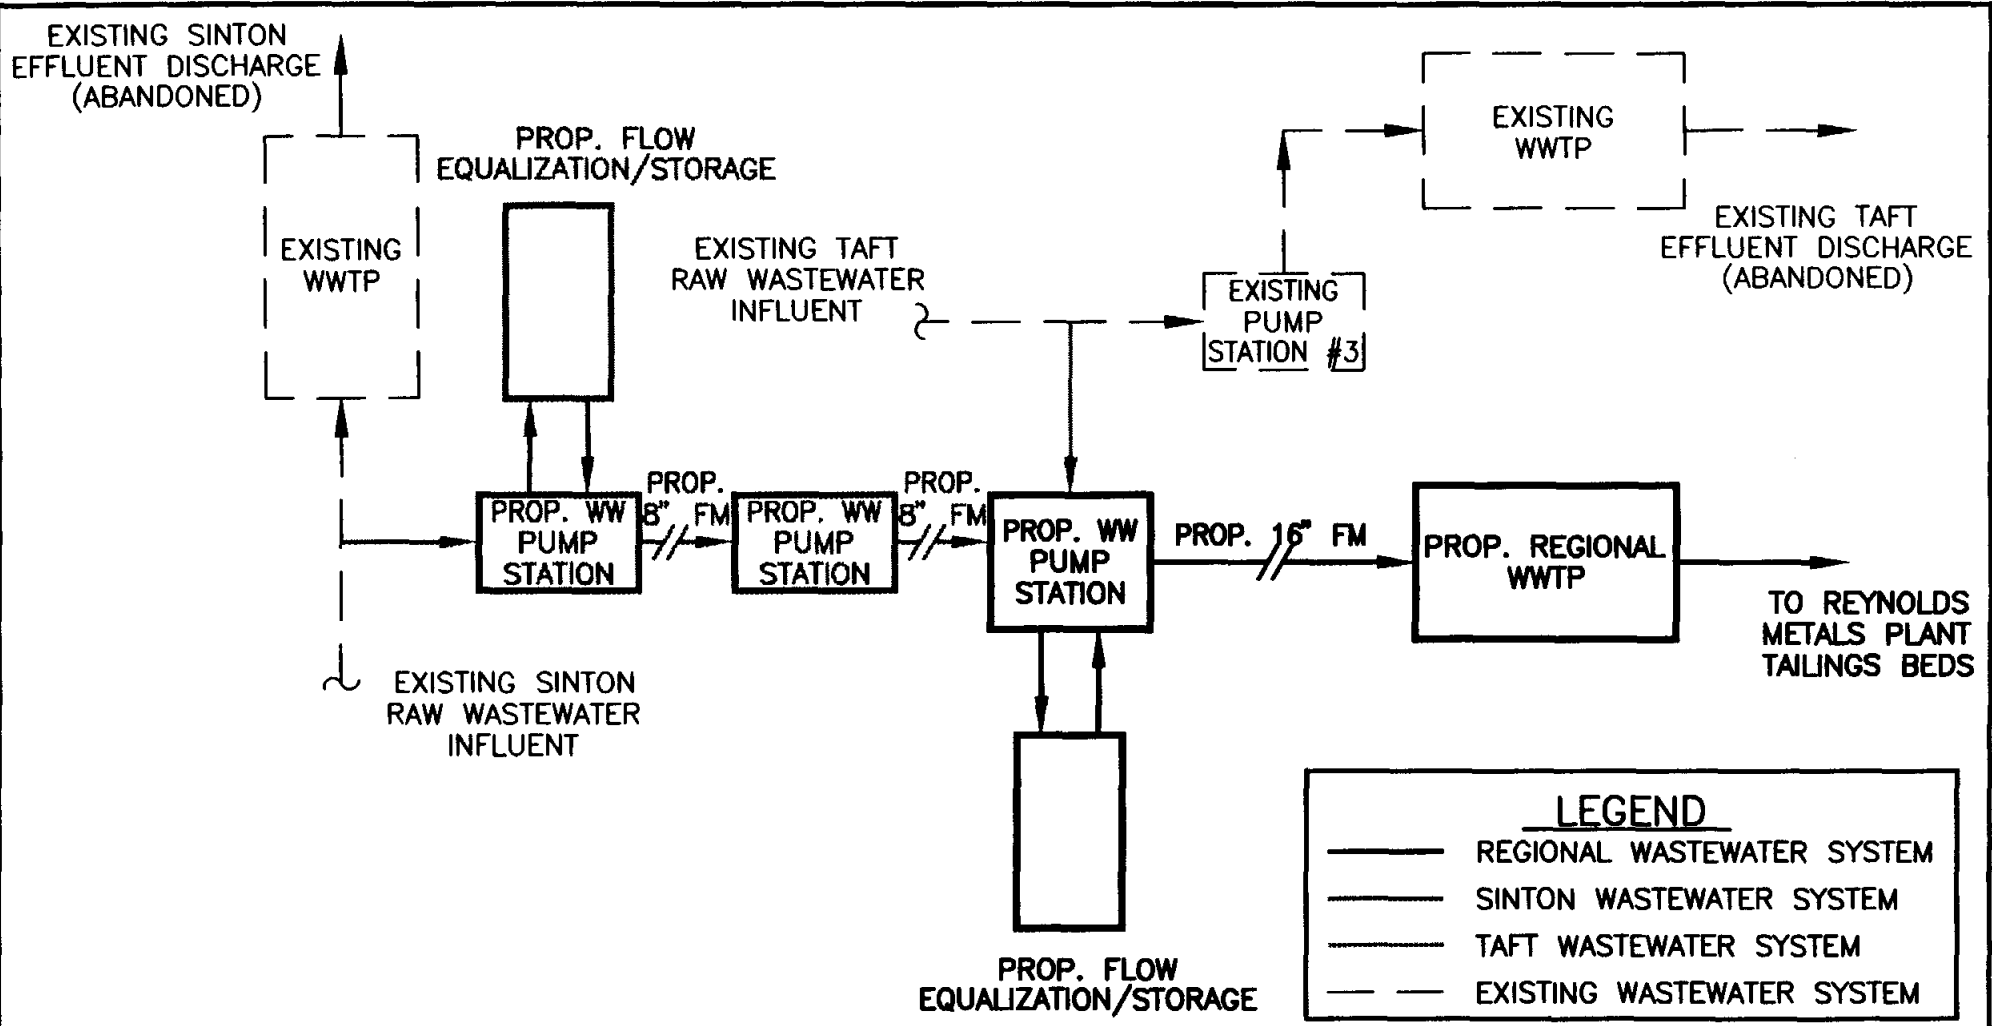 EXISTING SINTON
EFFLUENT DISCHARGE
(ABANDONED)
PROP. FLOW
EQUALIZATION/STORAGE
EXISTING
WWTP
EXISTING
WWTP
EXISTING TAFT
EFFLUENT DISCHARGE
(ABANDONED)
EXISTING TAFT
RAW WASTEWATER
INFLUENT
EXISTING
PUMP
STATION #3
PROP. WW
PUMP
STATION
PROP.
8" FM
PROP. WW
PUMP
STATION
PROP.
8" FM
PROP. WW
PUMP
STATION
PROP. 16" FM
PROP. REGIONAL
WWTP
TO REYNOLDS
METALS PLANT
TAILINGS BEDS
EXISTING SINTON
RAW WASTEWATER
INFLUENT
PROP. FLOW
EQUALIZATION/STORAGE
LEGEND
REGIONAL WASTEWATER SYSTEM
SINTON WASTEWATER SYSTEM
TAFT WASTEWATER SYSTEM
EXISTING WASTEWATER SYSTEM